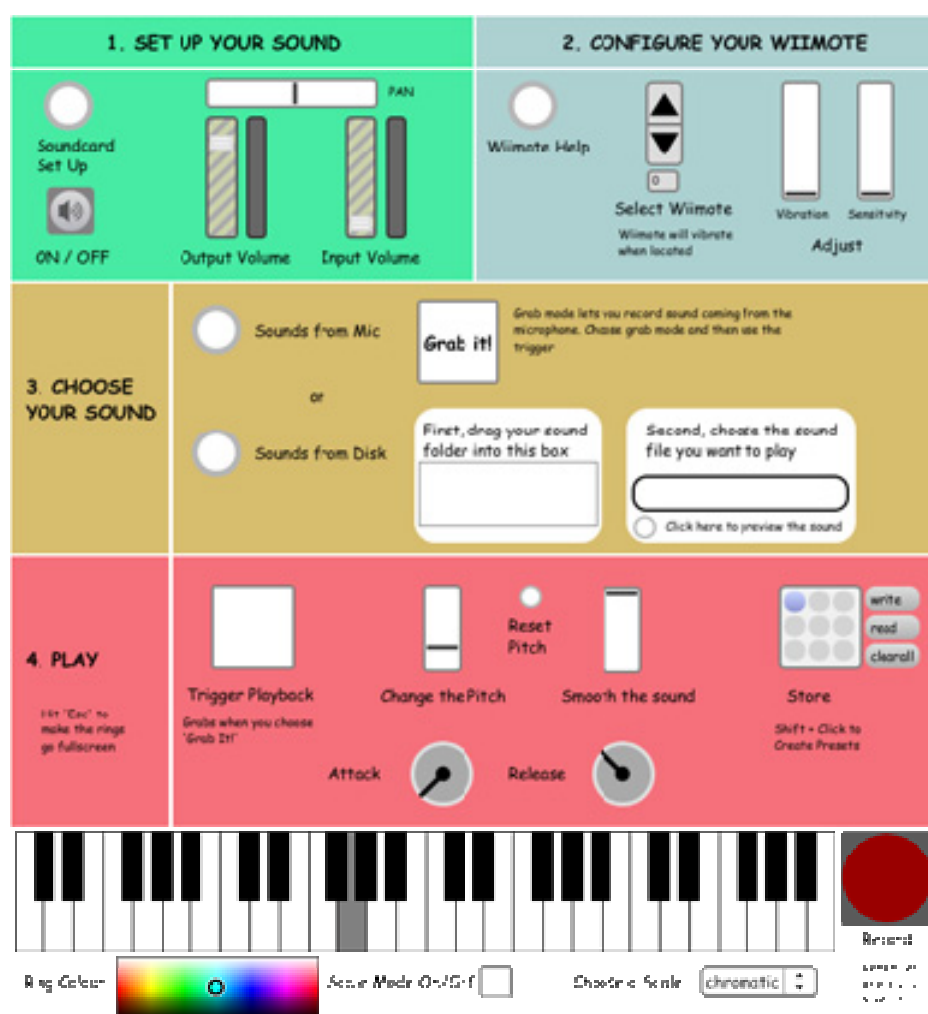 1. SET UP YOUR SOUND
2. CONFIGURE YOUR WIIMOTE
PAN
Soundcard
Set Up
ON / OFF
Output Volume
Input Volume
Wiimote Help
0
Select Wiimote
Wiimote will vibrate
when located
Vibration
Sensitivity
Adjust
3. CHOOSE
YOUR SOUND
Sounds from Mic
or
Sounds from Disk
Grab it!
Grab mode lets you record sound coming from the
microphone. Choose grab mode and then use the
trigger
First, drag your sound
folder into this box
Second, choose the sound
file you want to play
Click here to preview the sound
4. PLAY
Hit "Esc" to
make the rings
go fullscreen
Trigger Playback
Grabs when you choose
'Grab It!'
Change the Pitch
Reset
Pitch
Smooth the sound
write
read
clearall
Store
Shift + Click to
Create Presets
Attack
Release
Record
Ring Colour
Scale Mode On/Off
Choose a Scale
chromatic